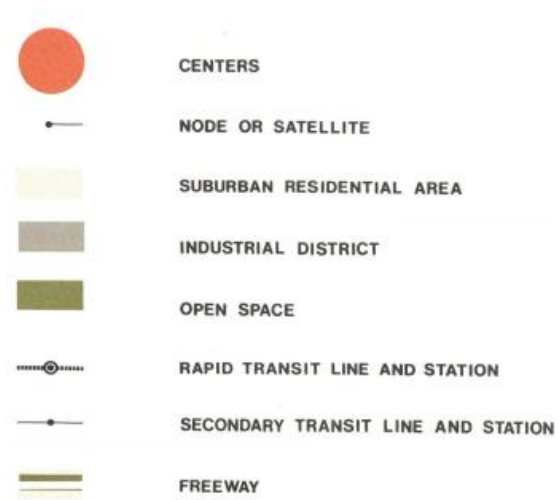 CENTERS
NODE OR SATELLITE
SUBURBAN RESIDENTIAL AREA
INDUSTRIAL DISTRICT
OPEN SPACE
RAPID TRANSIT LINE AND STATION
SECONDARY TRANSIT LINE AND STATION
FREEWAY